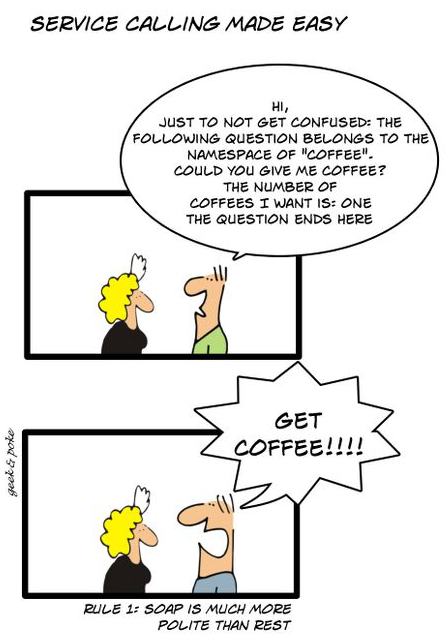 SERVICE CALLING MADE EASY
HI,
JUST TO NOT GET CONFUSED: THE
FOLLOWING QUESTION BELONGS TO THE
NAMESPACE OF "COFFEE".
COULD YOU GIVE ME COFFEE?
THE NUMBER OF
COFFEES I WANT IS: ONE
THE QUESTION ENDS HERE
GET
COFFEE!!!!
geek & poke
RULE 1: SOAP IS MUCH MORE
POLITE THAN REST